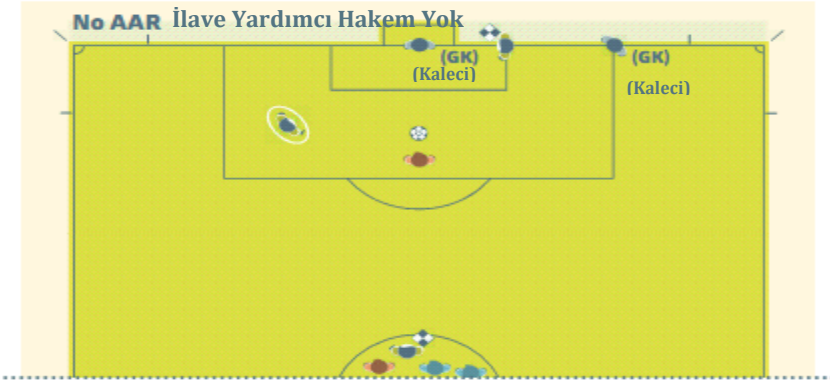 No AAR İlave Yardımcı Hakem Yok
(GK) (GK)
(Kaleci) (Kaleci)